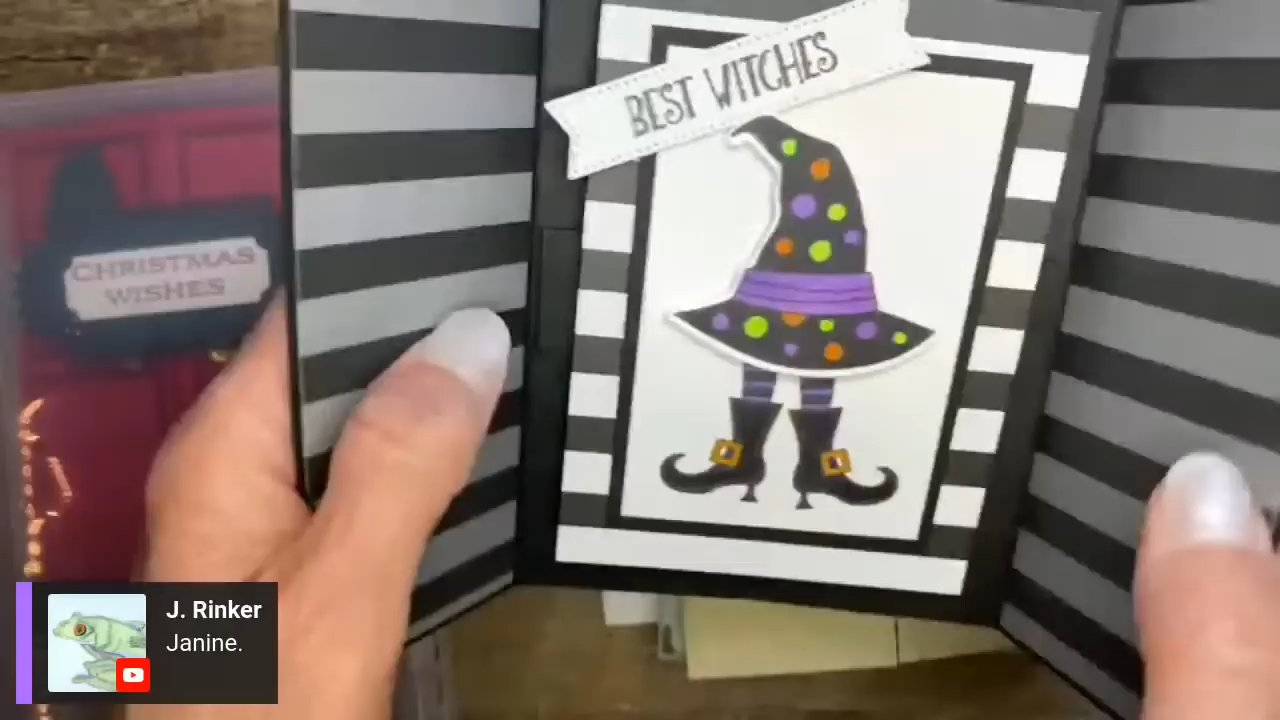 BEST WITCHES
CHRISTMAS
WISHES
J. Rinker
Janine.